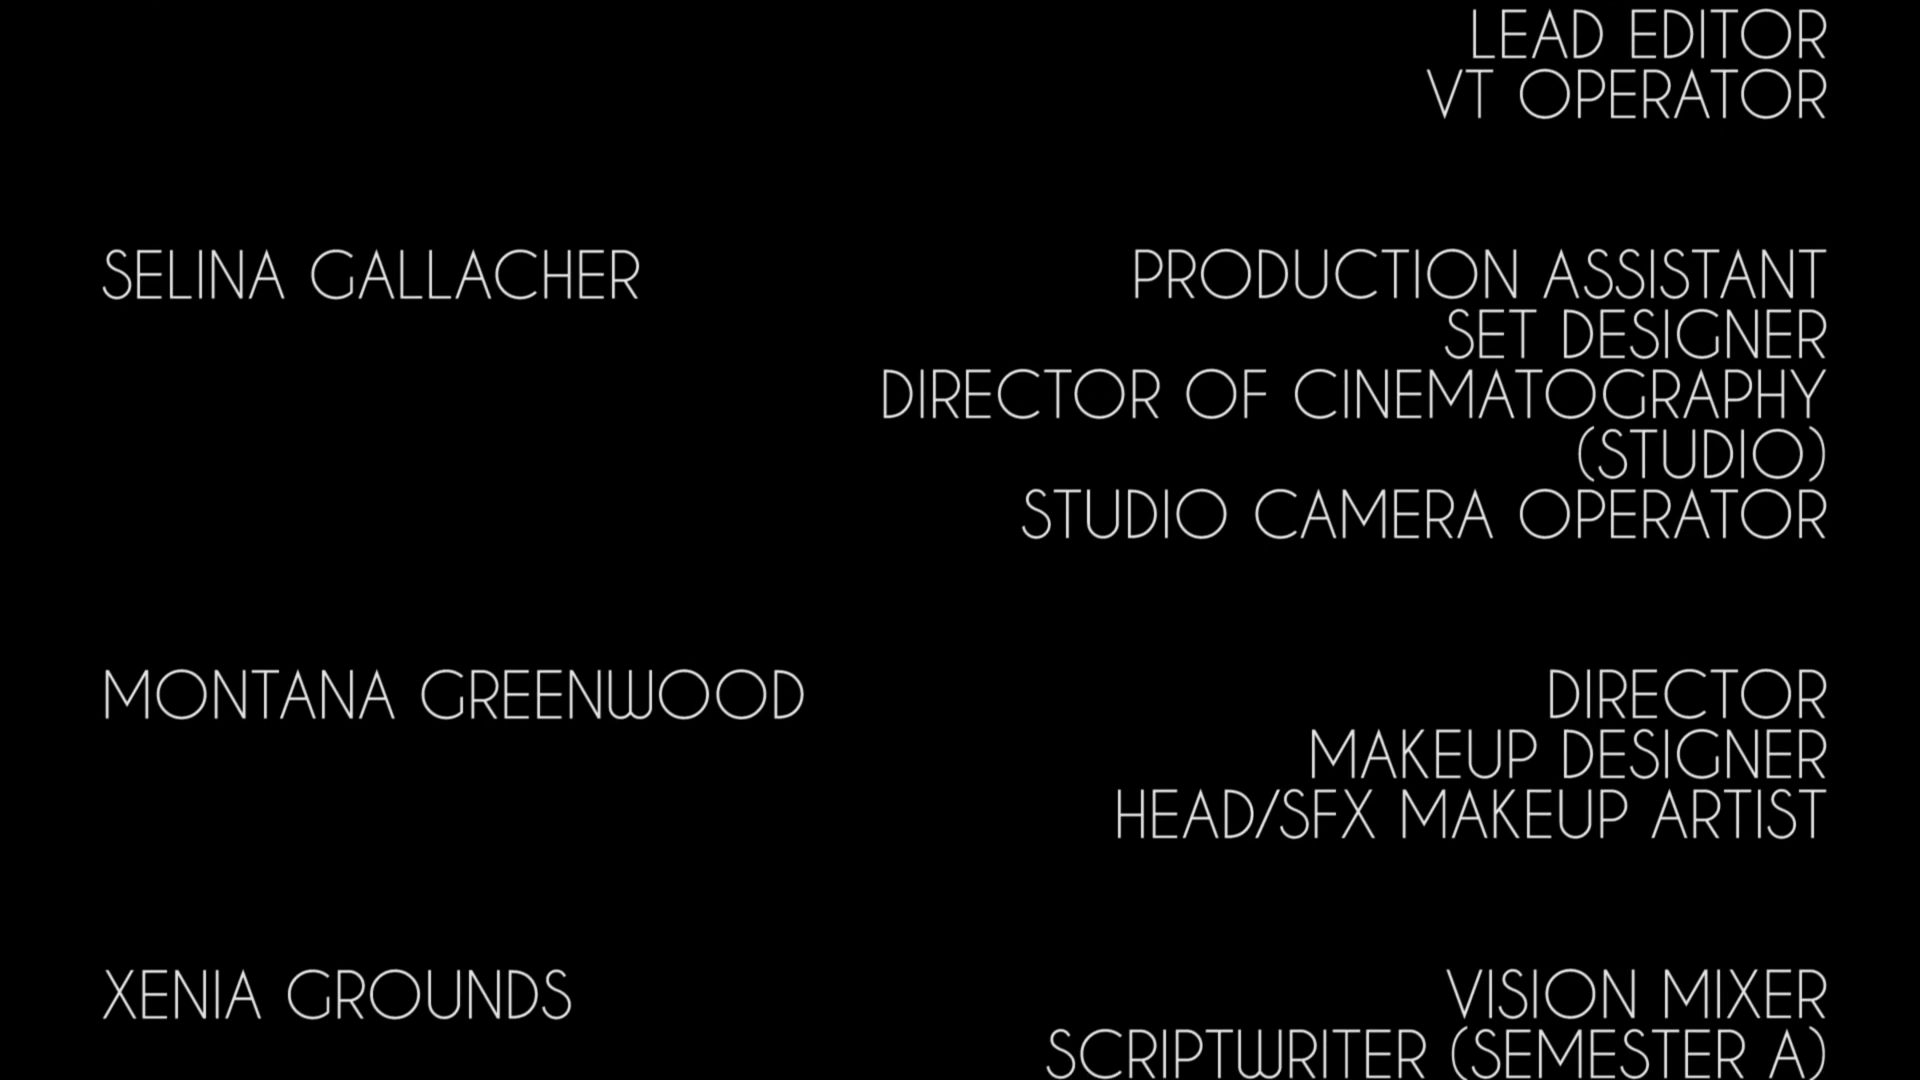 LEAD EDITOR
VT OPERATOR
SELINA GALLACHER PRODUCTION ASSISTANT
SET DESIGNER
DIRECTOR OF CINEMATOGRAPHY
(STUDIO)
STUDIO CAMERA OPERATOR
MONTANA GREENWOOD DIRECTOR
MAKEUP DESIGNER
HEAD/SFX MAKEUP ARTIST
XENIA GROUNDS VISION MIXER
SCRIPTWRITER (SEMESTER A)